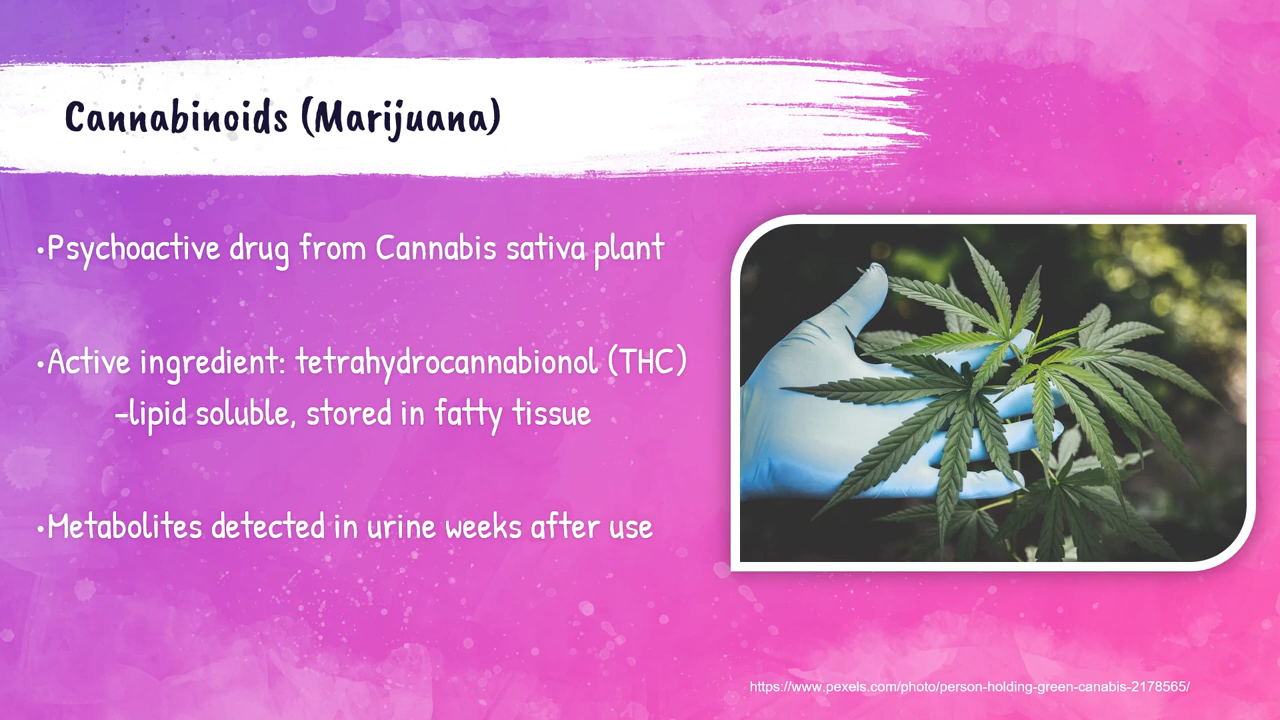 Cannabinoids (Marijuana)
•Psychoactive drug from Cannabis sativa plant
•Active ingredient: tetrahydrocannabionol (THC)
-lipid soluble, stored in fatty tissue
•Metabolites detected in urine weeks after use
https://www.pexels.com/photo/person-holding-green-canabis-2178565/